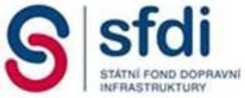 sfdi
STÁTNÍ FOND DOPRAVNÍ
INFRASTRUKTURY